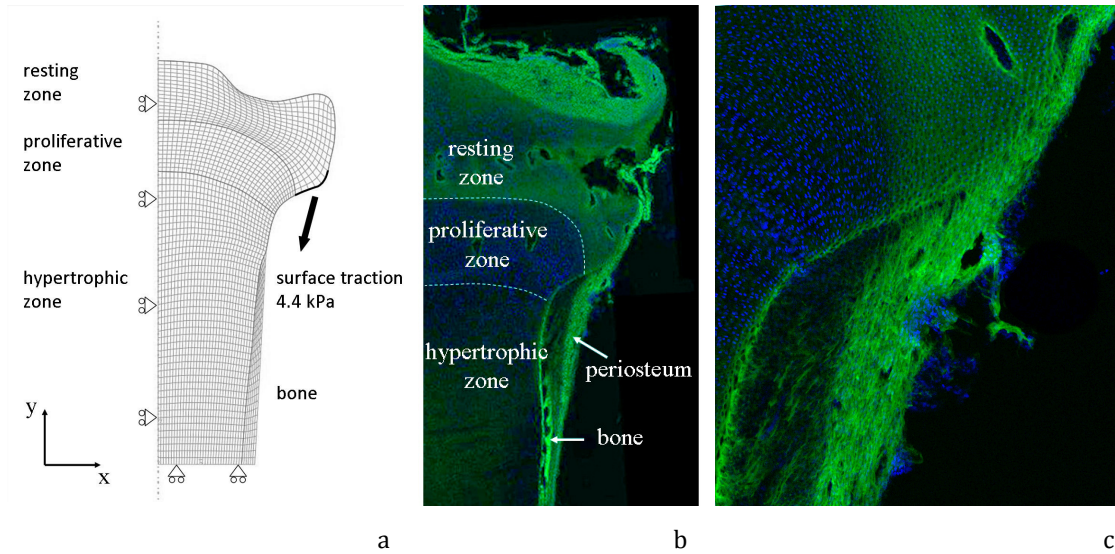 resting
zone
proliferative
zone
hypertrophic
zone
surface traction
4.4 kPa
bone
y
x
a
resting
zone
proliferative
zone
hypertrophic
zone
periosteum
bone
b
c